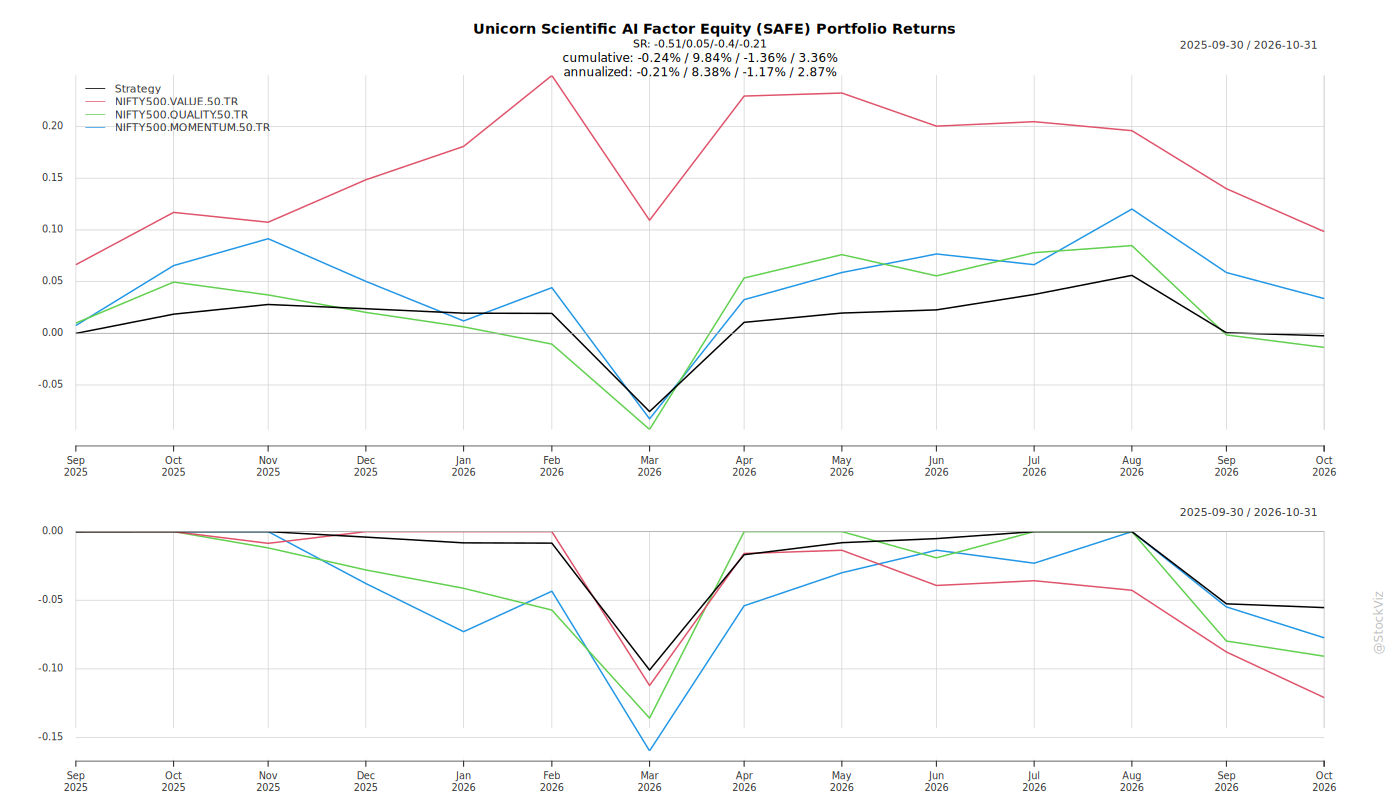 Unicorn Scientific AI Factor Equity (SAFE) Portfolio Returns
SR: -0.51/0.05/-0.4/-0.21
cumulative: -0.24% / 9.84% / -1.36% / 3.36%
annualized: -0.21% / 8.38% / -1.17% / 2.87%
2025-09-30 / 2026-10-31
Strategy
NIFTY500.VALUE.50.TR
NIFTY500.QUALITY.50.TR
NIFTY500.MOMENTUM.50.TR
0.20
0.15
0.10
0.05
0.00
-0.05
Sep Oct Nov Dec Jan Feb Mar Apr May Jun Jul Aug Sep Oct
2025 2025 2025 2025 2026 2026 2026 2026 2026 2026 2026 2026 2026 2026
2025-09-30 / 2026-10-31
0.00
-0.05
-0.10
-0.15
Sep Oct Nov Dec Jan Feb Mar Apr May Jun Jul Aug Sep Oct
2025 2025 2025 2025 2026 2026 2026 2026 2026 2026 2026 2026 2026 2026
@StockViz